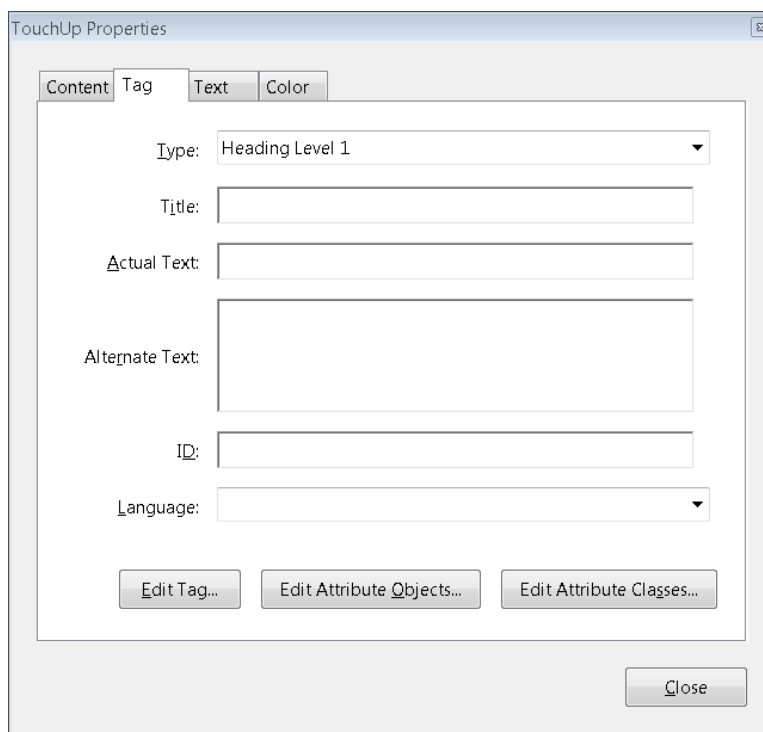 TouchUp Properties
Content Tag Text Color
Type: Heading Level 1
Title:
Actual Text:
Alternate Text:
ID:
Language:
Edit Tag... Edit Attribute Objects... Edit Attribute Classes...
Close